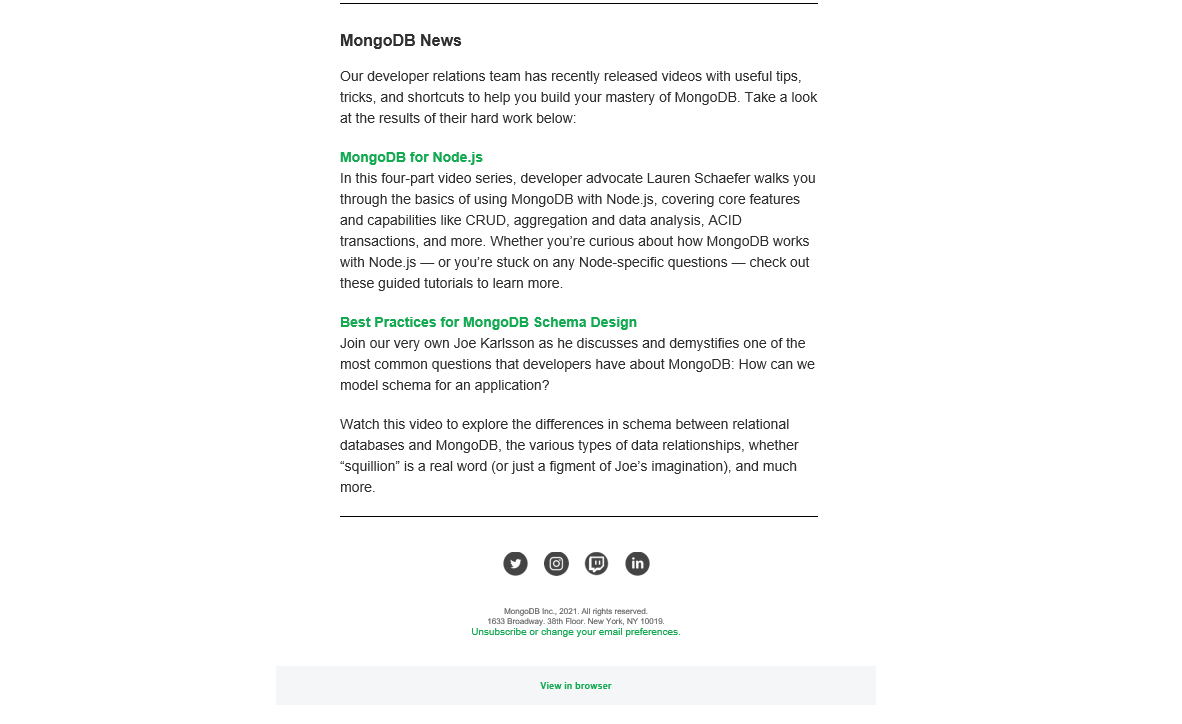 MongoDB News
Our developer relations team has recently released videos with useful tips,
tricks, and shortcuts to help you build your mastery of MongoDB. Take a look
at the results of their hard work below:
MongoDB for Node.js
In this four-part video series, developer advocate Lauren Schaefer walks you
through the basics of using MongoDB with Node.js, covering core features
and capabilities like CRUD, aggregation and data analysis, ACID
transactions, and more. Whether you’re curious about how MongoDB works
with Node.js — or you’re stuck on any Node-specific questions — check out
these guided tutorials to learn more.
Best Practices for MongoDB Schema Design
Join our very own Joe Karlsson as he discusses and demystifies one of the
most common questions that developers have about MongoDB: How can we
model schema for an application?
Watch this video to explore the differences in schema between relational
databases and MongoDB, the various types of data relationships, whether
“squillion” is a real word (or just a figment of Joe’s imagination), and much
more.
in
MongoDB Inc., 2021. All rights reserved.
1633 Broadway. 38th Floor. New York, NY 10019.
Unsubscribe or change your email preferences.
View in browser